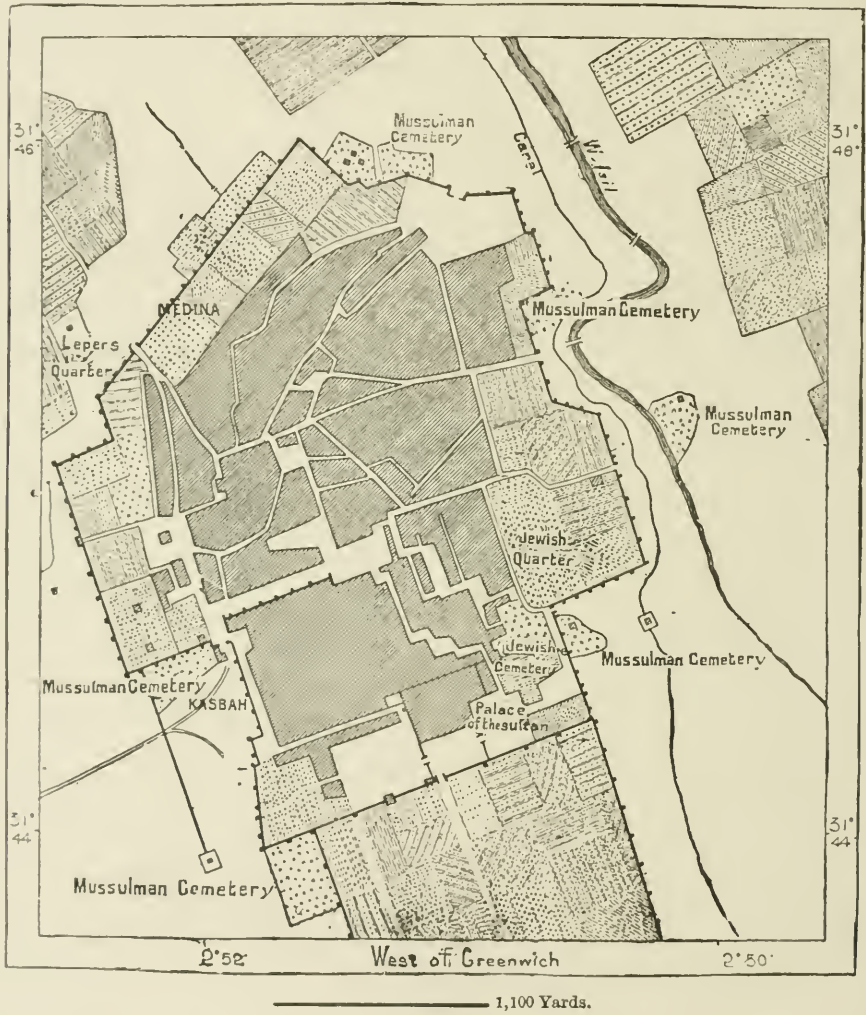 Mussulman
Cemetery
31°
46'
31°
46'
Canal
MEDINA
Mussulman Cemetery
Lepers
Quarter
Mussulman
Cemetery
Jewish
Quarter
Jewish
Cemetery
Mussulman Cemetery
Mussulman Cemetery
KASBAH
Palace
of the sultan
31°
44'
31°
44'
Mussulman Cemetery
2°52'
West of Greenwich
2°50'
1,100 Yards.